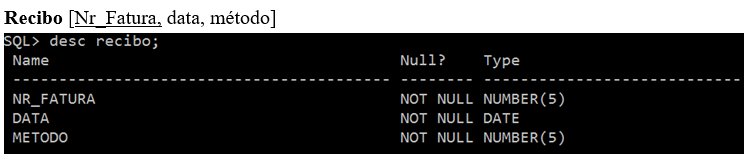 Recibo [Nr_Fatura, data, método]
SQL> desc recibo;
Name Null? Type
----------------------------------------- -------- ----------------------------
NR_FATURA NOT NULL NUMBER(5)
DATA NOT NULL DATE
METODO NOT NULL NUMBER(5)